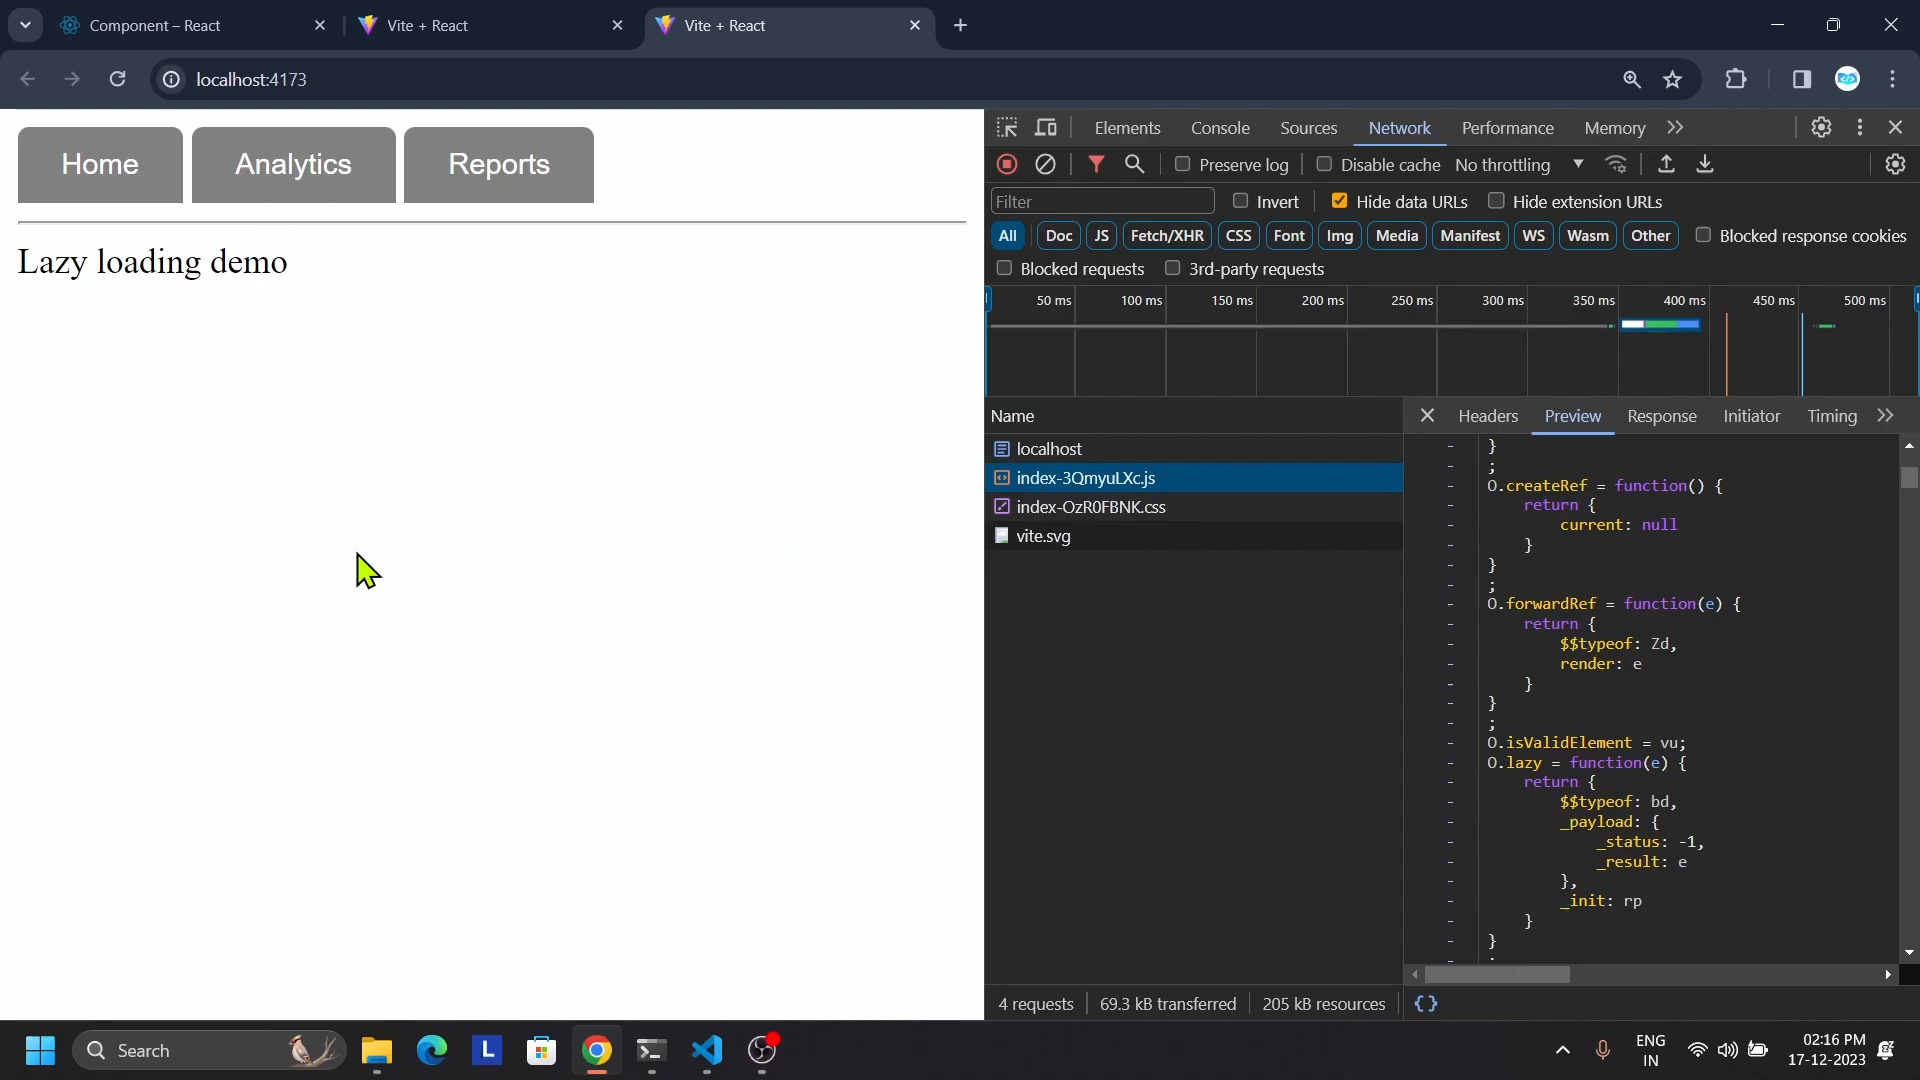 Component – React
Vite + React
Vite + React
localhost:4173
Home
Analytics
Reports
Lazy loading demo
Elements
Console
Sources
Network
Performance
Memory
Preserve log
Disable cache
No throttling
Filter
Invert
Hide data URLs
Hide extension URLs
All
Doc
JS
Fetch/XHR
CSS
Font
Img
Media
Manifest
WS
Wasm
Other
Blocked response cookies
Blocked requests
3rd-party requests
50 ms
100 ms
150 ms
200 ms
250 ms
300 ms
350 ms
400 ms
450 ms
500 ms
Name
localhost
index-3QmyuLXc.js
index-OzR0FBNK.css
vite.svg
Headers
Preview
Response
Initiator
Timing
}
;
O.createRef = function() {
return {
current: null
}
}
;
O.forwardRef = function(e) {
return {
$$typeof: Zd,
render: e
}
}
;
O.isValidElement = vu;
O.lazy = function(e) {
return {
$$typeof: bd,
_payload: {
_status: -1,
_result: e
},
_init: rp
}
}
4 requests
69.3 kB transferred
205 kB resources
{ }
Search
L
ENG
IN
02:16 PM
17-12-2023